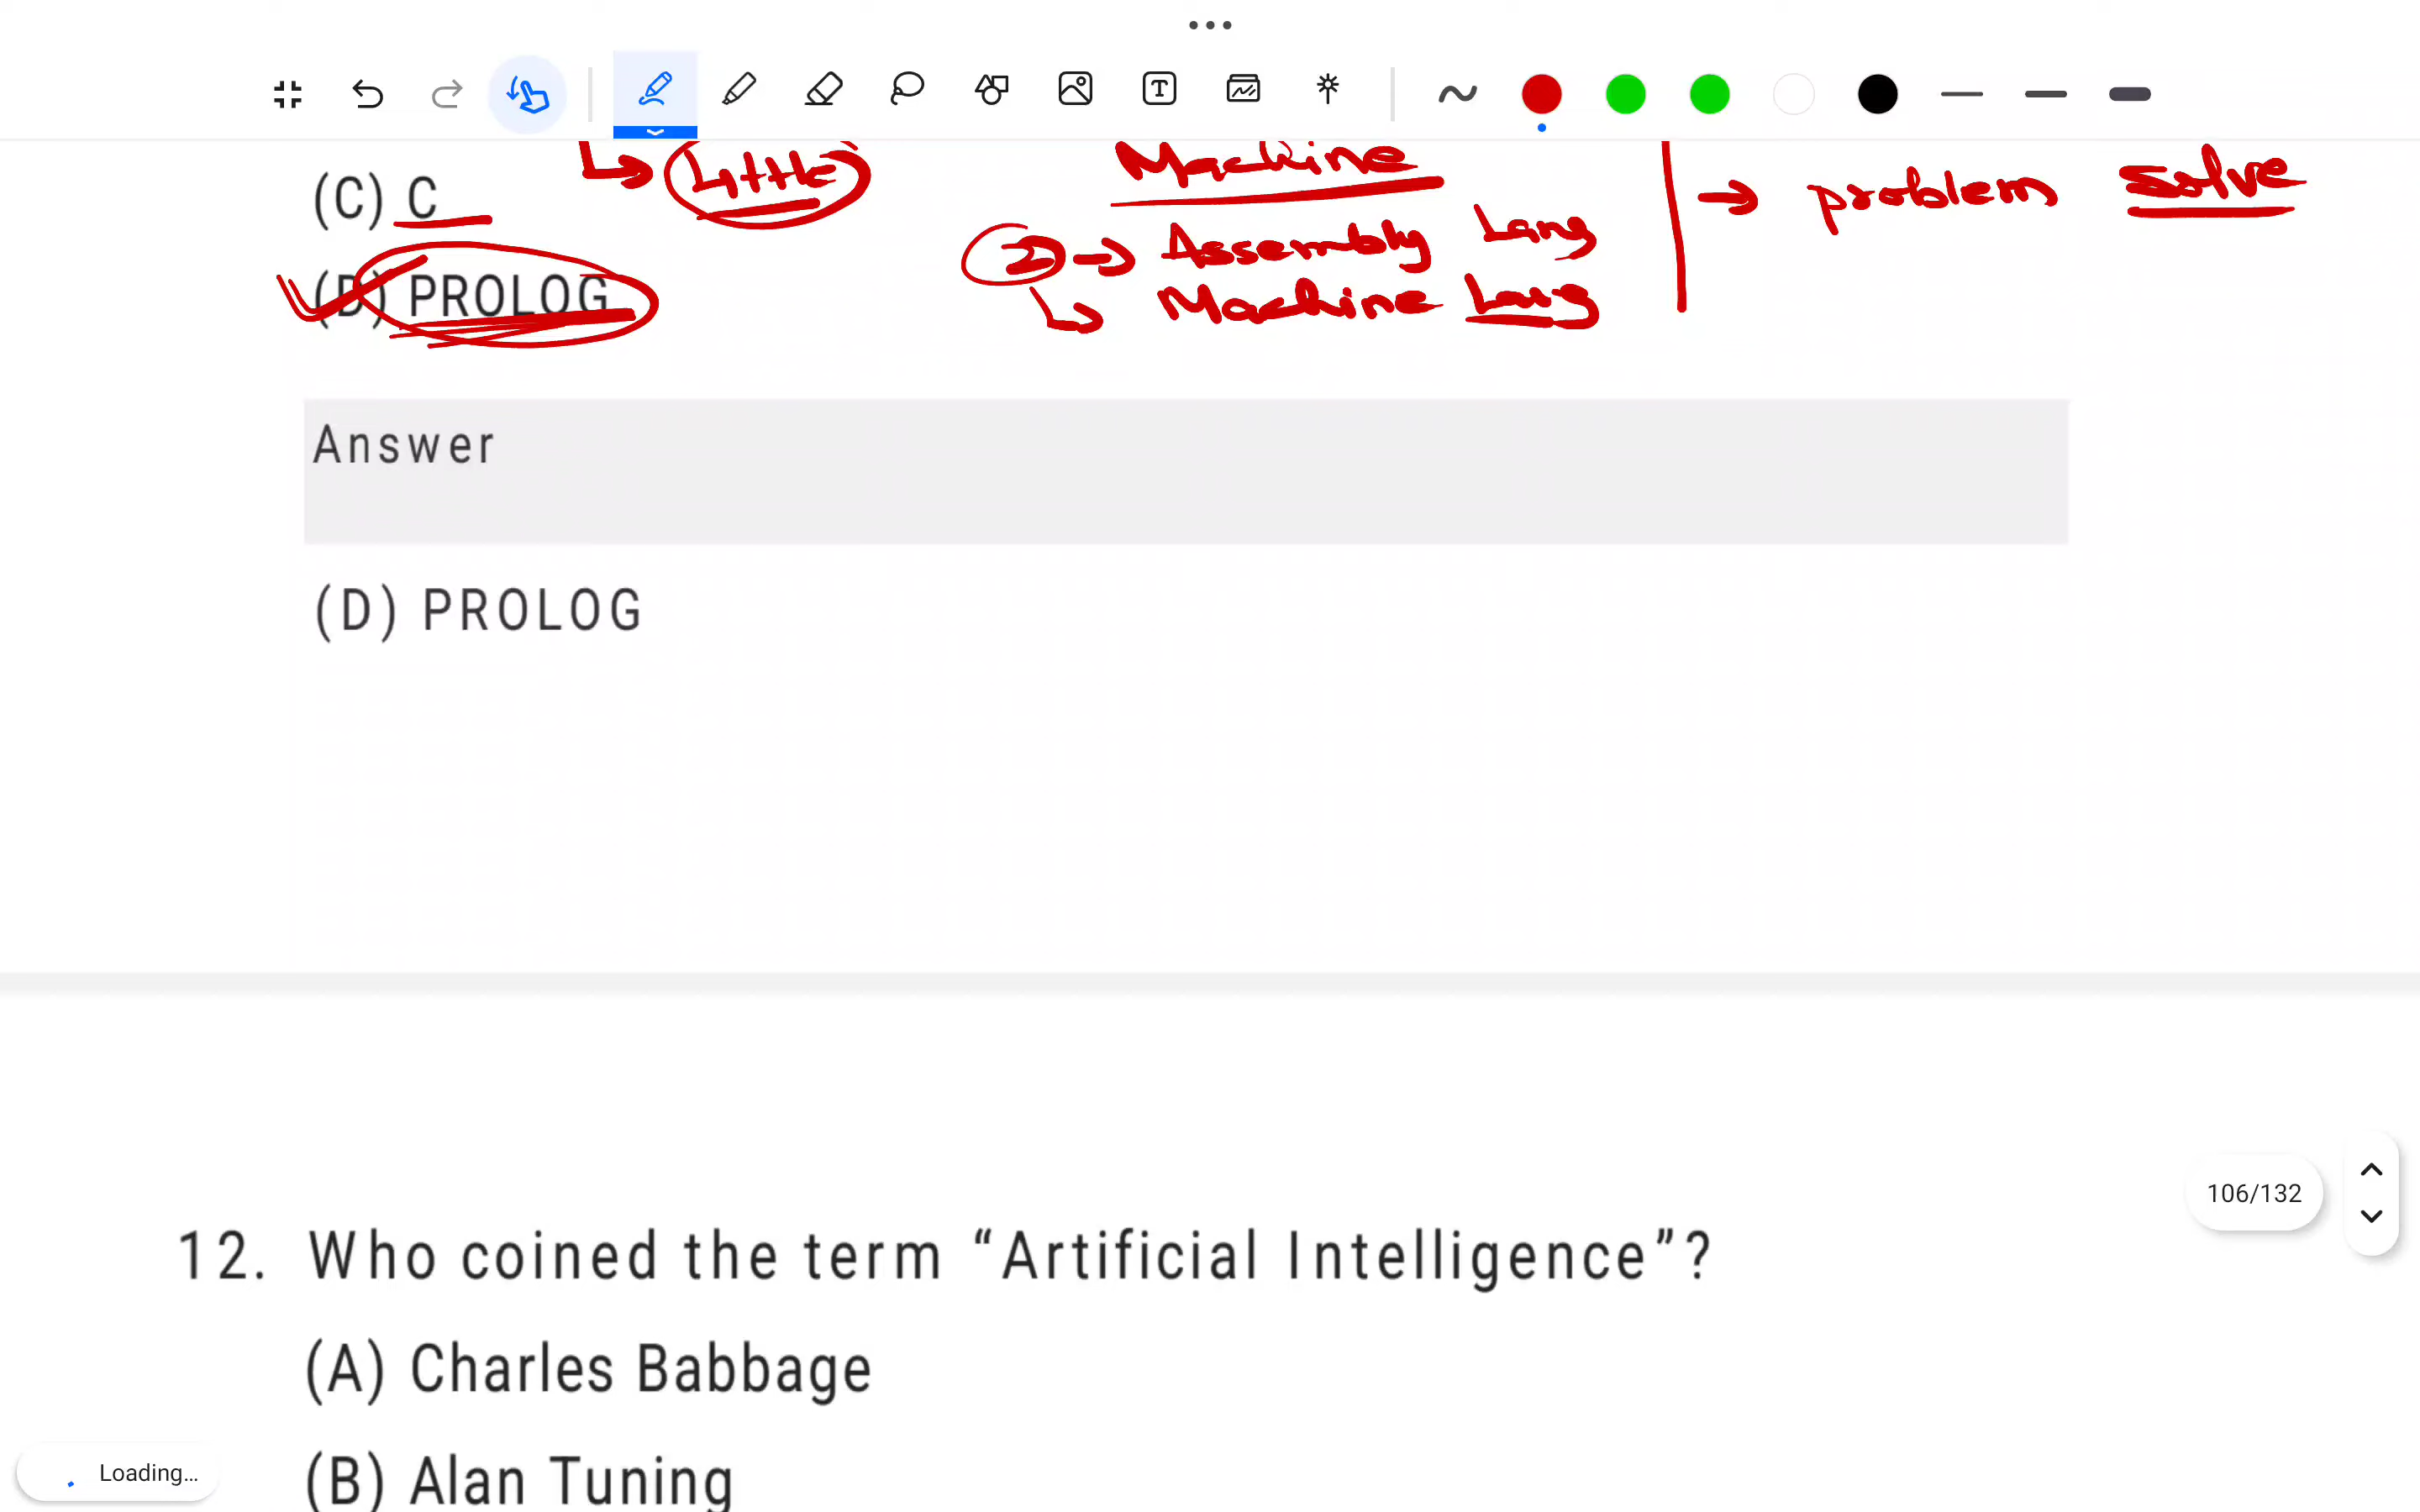 (C) C
Little
Machine
→ problem Solve
② → Assembly Lang
(D) PROLOG
Machine Lang
Answer
(D) PROLOG
106/132
12. Who coined the term “Artificial Intelligence”?
(A) Charles Babbage
Loading...
(B) Alan Tuning